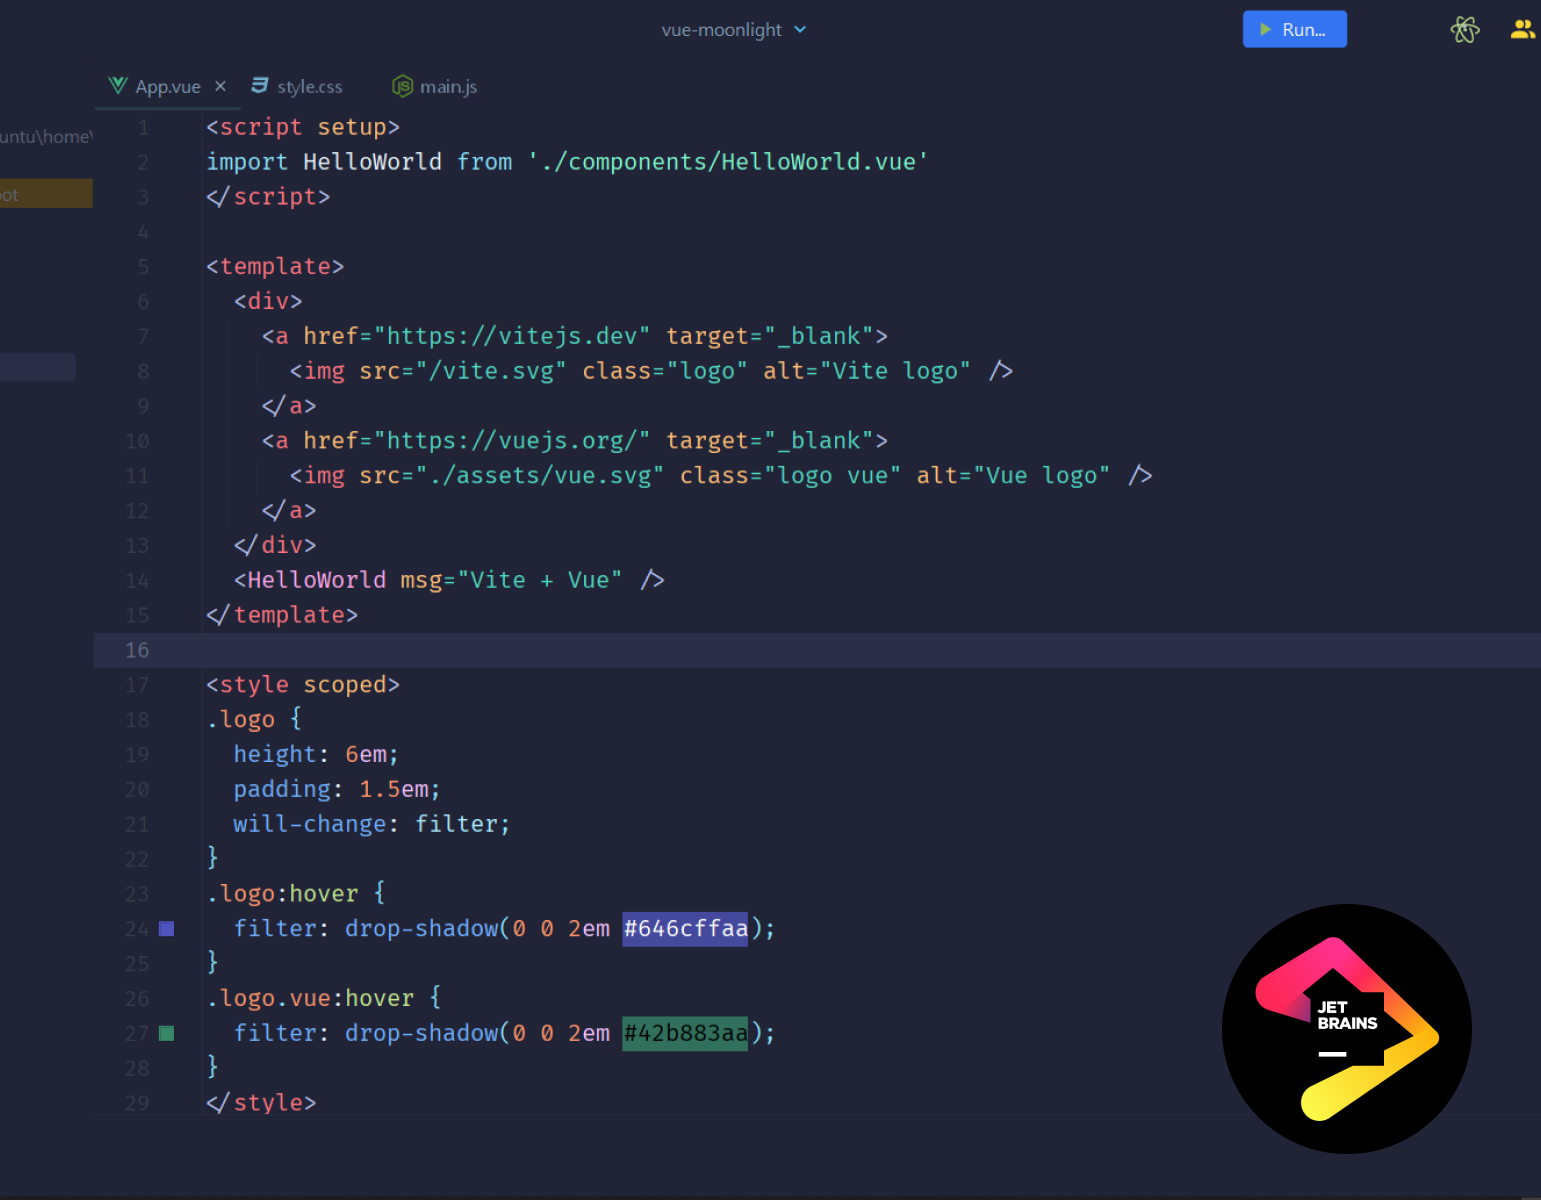 vue-moonlight
Run...
App.vue
style.css
main.js
untu\home\
1 <script setup>
2 import HelloWorld from './components/HelloWorld.vue'
3 </script>
4
5 <template>
6   <div>
7     <a href="https://vitejs.dev" target="_blank">
8       <img src="/vite.svg" class="logo" alt="Vite logo" />
9     </a>
10     <a href="https://vuejs.org/" target="_blank">
11       <img src="./assets/vue.svg" class="logo vue" alt="Vue logo" />
12     </a>
13   </div>
14   <HelloWorld msg="Vite + Vue" />
15 </template>
16
17 <style scoped>
18 .logo {
19   height: 6em;
20   padding: 1.5em;
21   will-change: filter;
22 }
23 .logo:hover {
24   filter: drop-shadow(0 0 2em #646cffaa);
25 }
26 .logo.vue:hover {
27   filter: drop-shadow(0 0 2em #42b883aa);
28 }
29 </style>
JET
BRAINS